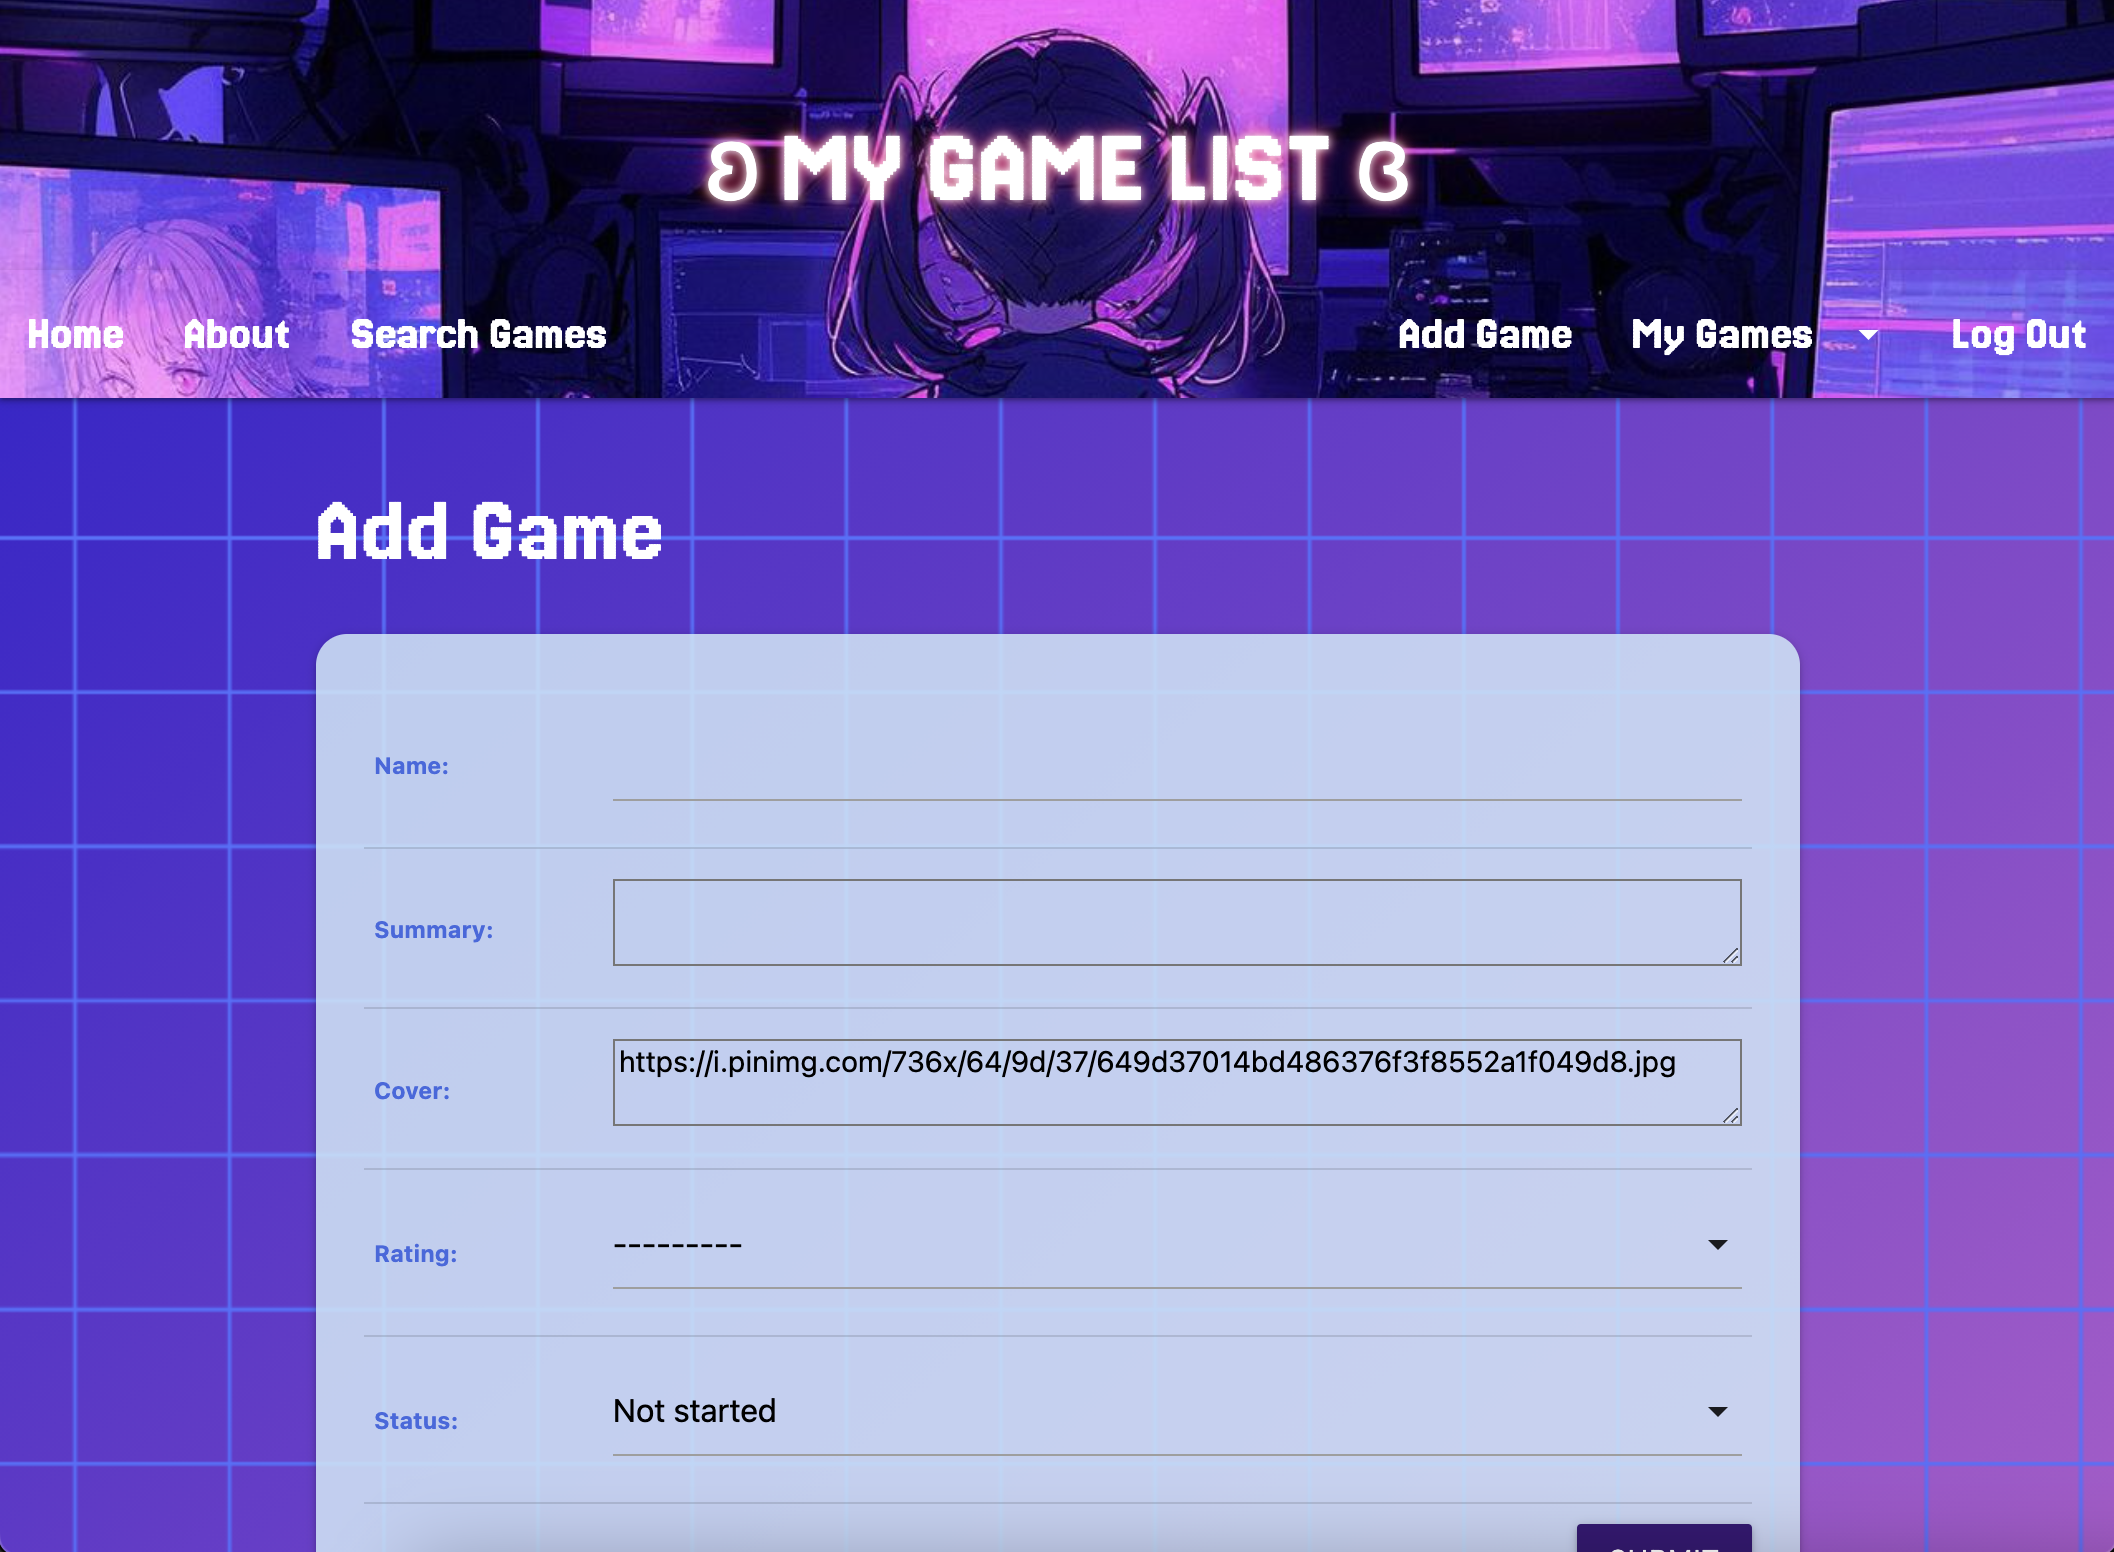 ʚ MY GAME LIST ɞ
Home About Search Games Add Game My Games Log Out
Add Game
Name:
Summary:
Cover: https://i.pinimg.com/736x/64/9d/37/649d37014bd486376f3f8552a1f049d8.jpg
Rating: ---------
Status: Not started
SUBMIT